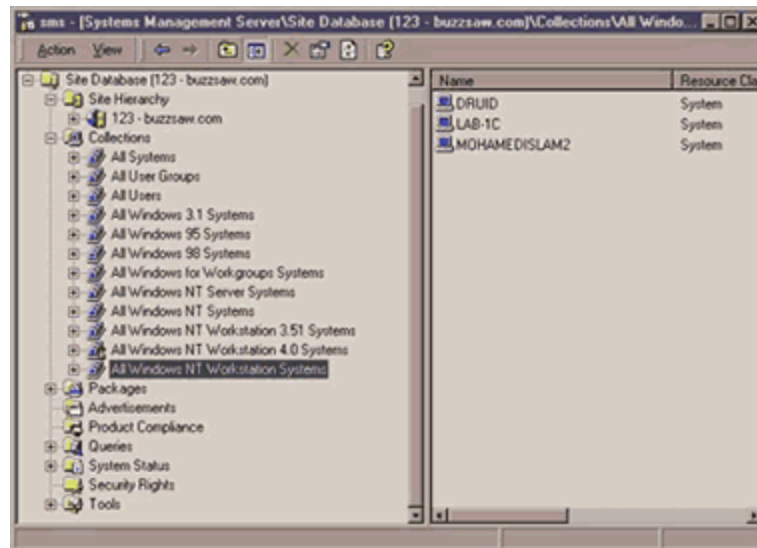 sms - [Systems Management Server\Site Database (123 - buzzsaw.com)\Collections\All Windo...
Action View
Site Database (123 - buzzsaw.com)
Site Hierarchy
123 - buzzsaw.com
Collections
All Systems
All User Groups
All Users
All Windows 3.1 Systems
All Windows 95 Systems
All Windows 98 Systems
All Windows for Workgroups Systems
All Windows NT Server Systems
All Windows NT Systems
All Windows NT Workstation 3.51 Systems
All Windows NT Workstation 4.0 Systems
All Windows NT Workstation Systems
Packages
Advertisements
Product Compliance
Queries
System Status
Security Rights
Tools
Name Resource Cla
DRUID System
LAB-1C System
MOHAMEDISLAM2 System